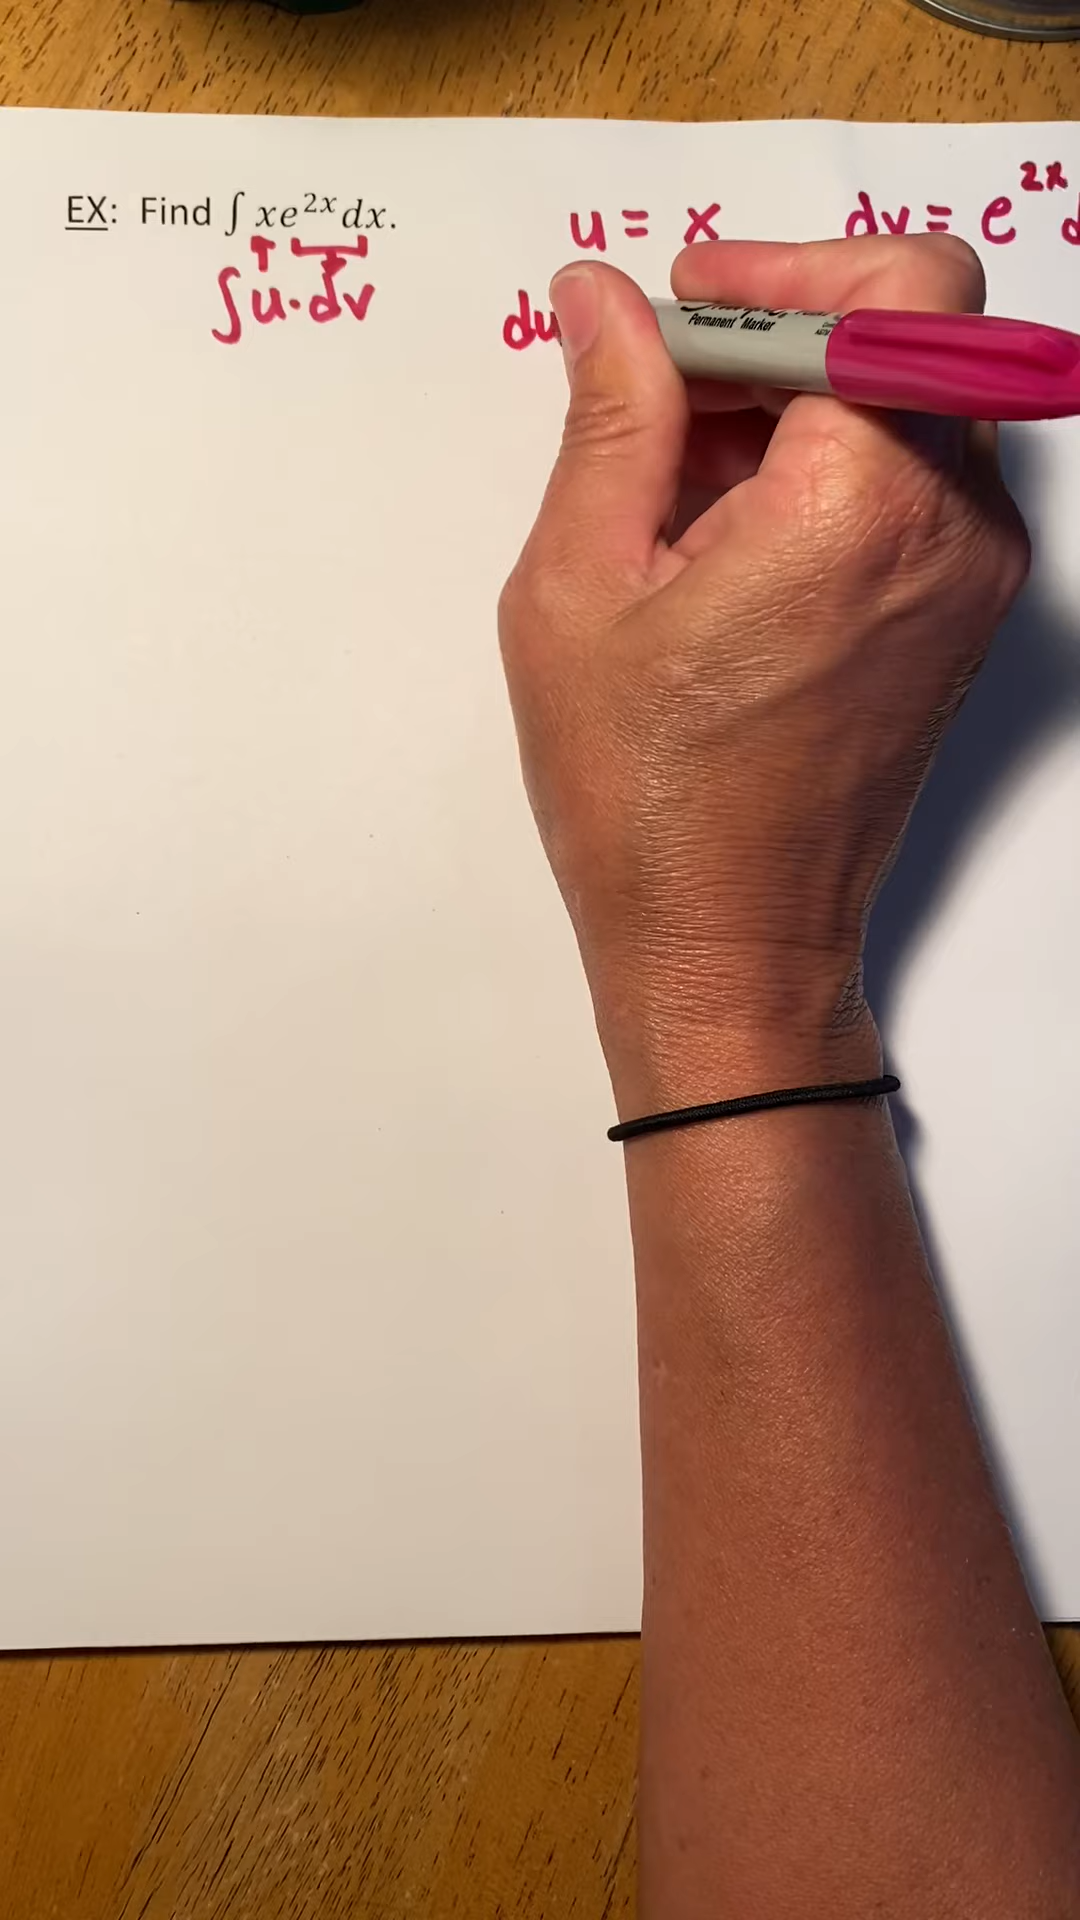 EX: Find ∫ xe^{2x} dx.
∫u·dv
u = x
dv = e^{2x}
du
Permanent Marker